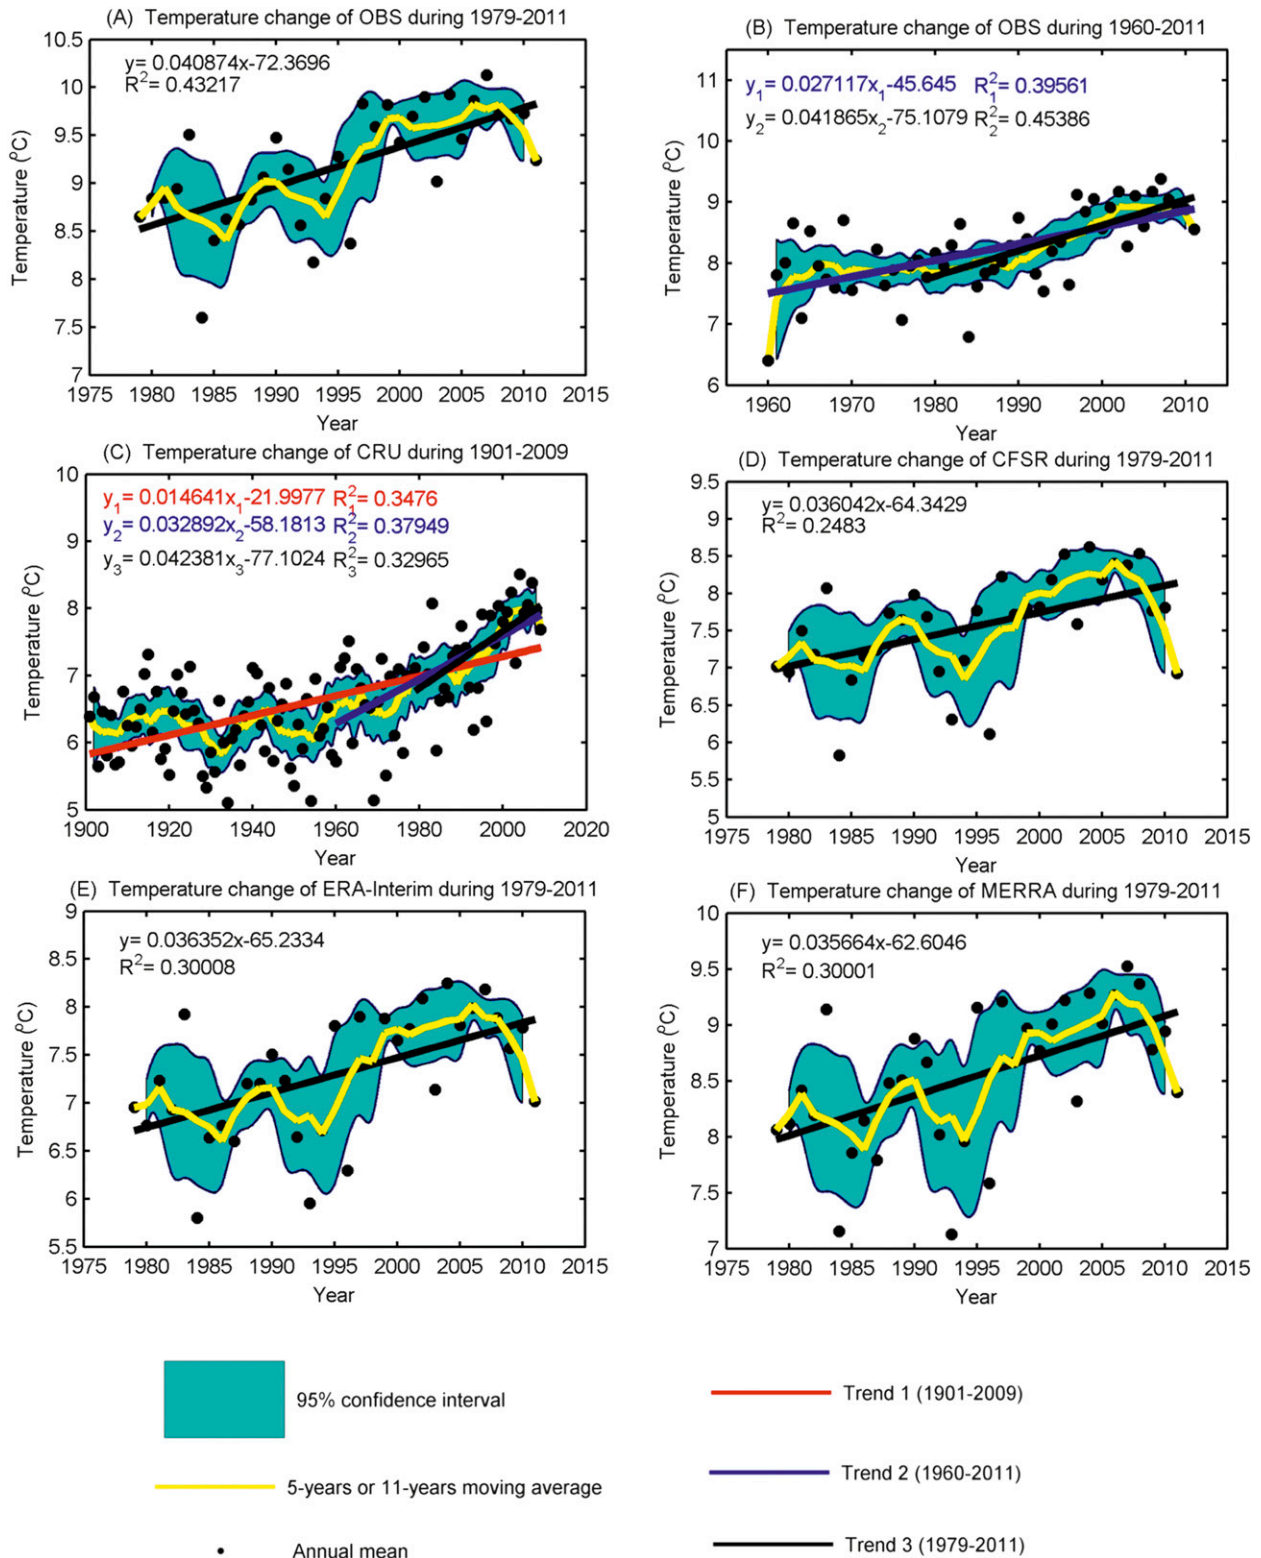 (A) Temperature change of OBS during 1979-2011
y= 0.040874x-72.3696
R²= 0.43217
Temperature (⁰C)
10.5
10
9.5
9
8.5
8
7.5
7
1975 1980 1985 1990 1995 2000 2005 2010 2015
Year
(B) Temperature change of OBS during 1960-2011
y₁= 0.027117x₁-45.645 R₁²= 0.39561
y₂= 0.041865x₂-75.1079 R₂²= 0.45386
Temperature (⁰C)
11
10
9
8
7
6
1960 1970 1980 1990 2000 2010
Year
(C) Temperature change of CRU during 1901-2009
y₁= 0.014641x₁-21.9977 R₁²= 0.3476
y₂= 0.032892x₂-58.1813 R₂²= 0.37949
y₃= 0.042381x₃-77.1024 R₃²= 0.32965
Temperature (⁰C)
10
9
8
7
6
5
1900 1920 1940 1960 1980 2000 2020
Year
(D) Temperature change of CFSR during 1979-2011
y= 0.036042x-64.3429
R²= 0.2483
Temperature (⁰C)
9.5
9
8.5
8
7.5
7
6.5
6
5.5
5
1975 1980 1985 1990 1995 2000 2005 2010 2015
Year
(E) Temperature change of ERA-Interim during 1979-2011
y= 0.036352x-65.2334
R²= 0.30008
Temperature (⁰C)
9
8.5
8
7.5
7
6.5
6
5.5
1975 1980 1985 1990 1995 2000 2005 2010 2015
Year
(F) Temperature change of MERRA during 1979-2011
y= 0.035664x-62.6046
R²= 0.30001
Temperature (⁰C)
10
9.5
9
8.5
8
7.5
7
1975 1980 1985 1990 1995 2000 2005 2010 2015
Year
95% confidence interval
5-years or 11-years moving average
Annual mean
Trend 1 (1901-2009)
Trend 2 (1960-2011)
Trend 3 (1979-2011)